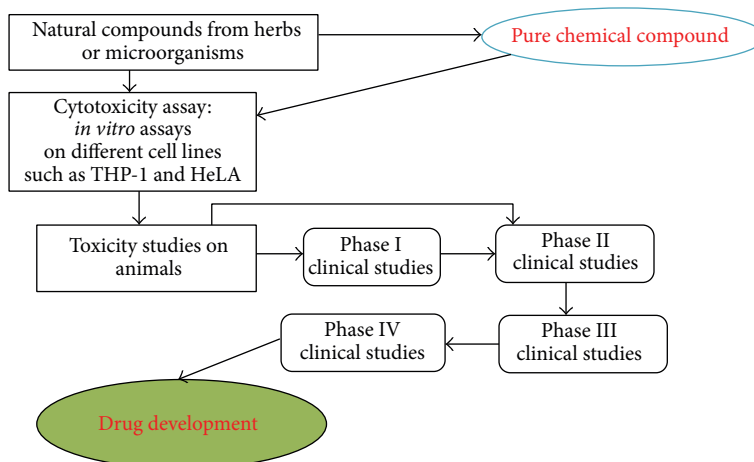 Natural compounds from herbs
or microorganisms
Pure chemical compound
Cytotoxicity assay:
in vitro assays
on different cell lines
such as THP-1 and HeLA
Toxicity studies on
animals
Phase I
clinical studies
Phase II
clinical studies
Phase IV
clinical studies
Phase III
clinical studies
Drug development